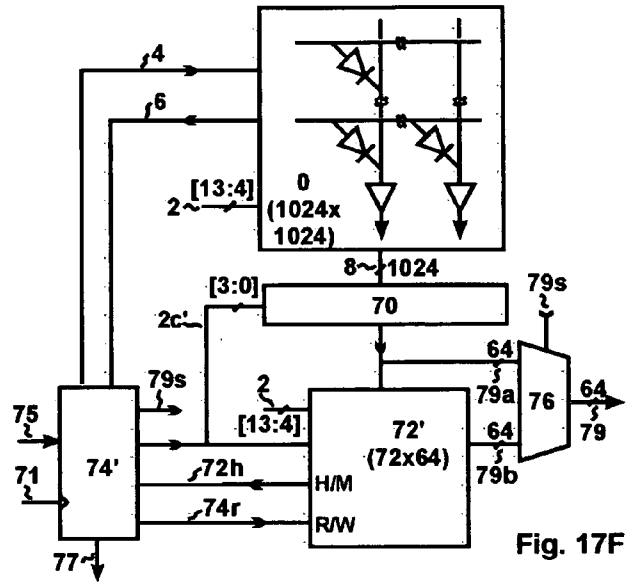 4
6
[13:4]
2
0
(1024x
1024)
8
1024
[3:0]
70
79s
2c'
64
79a
76
64
79
79s
2
[13:4]
72'
(72x64)
64
79b
75
74'
71
72h
H/M
74r
R/W
77
Fig. 17F